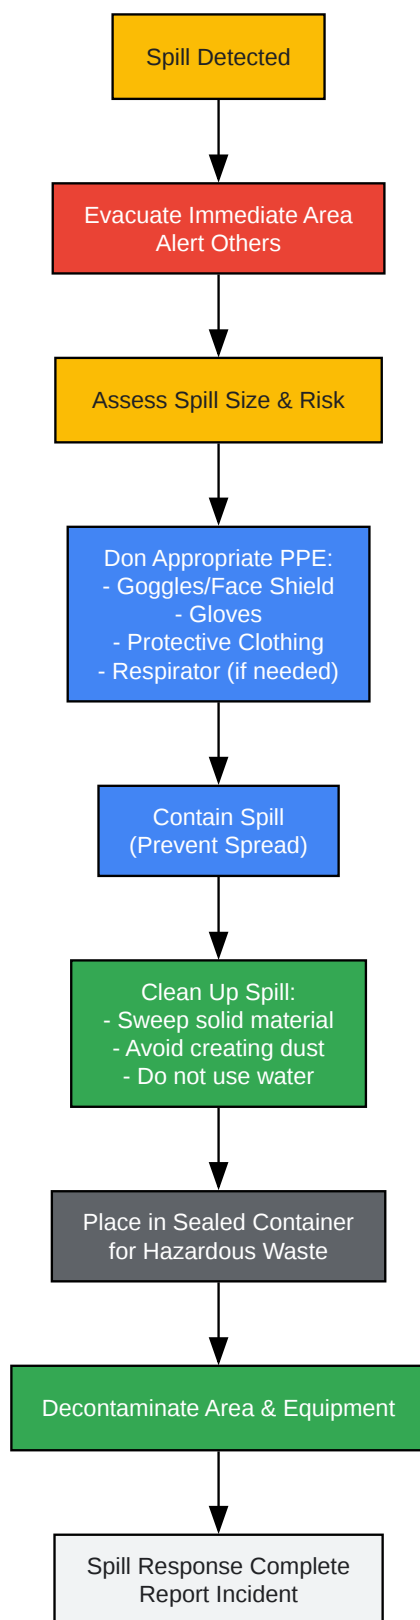 Spill Detected
Evacuate Immediate Area
Alert Others
Assess Spill Size & Risk
Don Appropriate PPE:
- Goggles/Face Shield
- Gloves
- Protective Clothing
- Respirator (if needed)
Contain Spill
(Prevent Spread)
Clean Up Spill:
- Sweep solid material
- Avoid creating dust
- Do not use water
Place in Sealed Container
for Hazardous Waste
Decontaminate Area & Equipment
Spill Response Complete
Report Incident